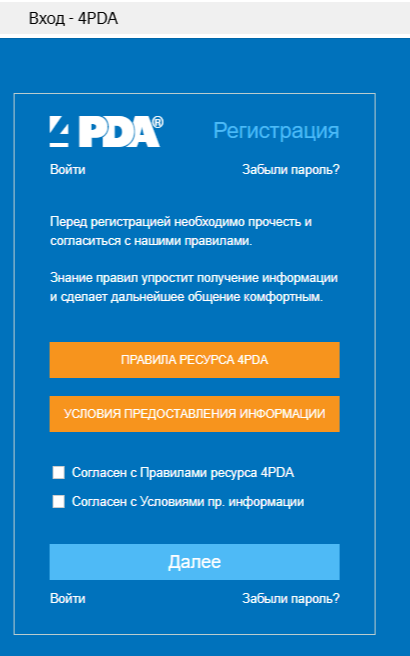 Вход - 4PDA
4 PDA®
Регистрация
Войти
Забыли пароль?
Перед регистрацией необходимо прочесть и
согласиться с нашими правилами.
Знание правил упростит получение информации
и сделает дальнейшее общение комфортным.
ПРАВИЛА РЕСУРСА 4PDA
УСЛОВИЯ ПРЕДОСТАВЛЕНИЯ ИНФОРМАЦИИ
Согласен с Правилами ресурса 4PDA
Согласен с Условиями пр. информации
Далее
Войти
Забыли пароль?